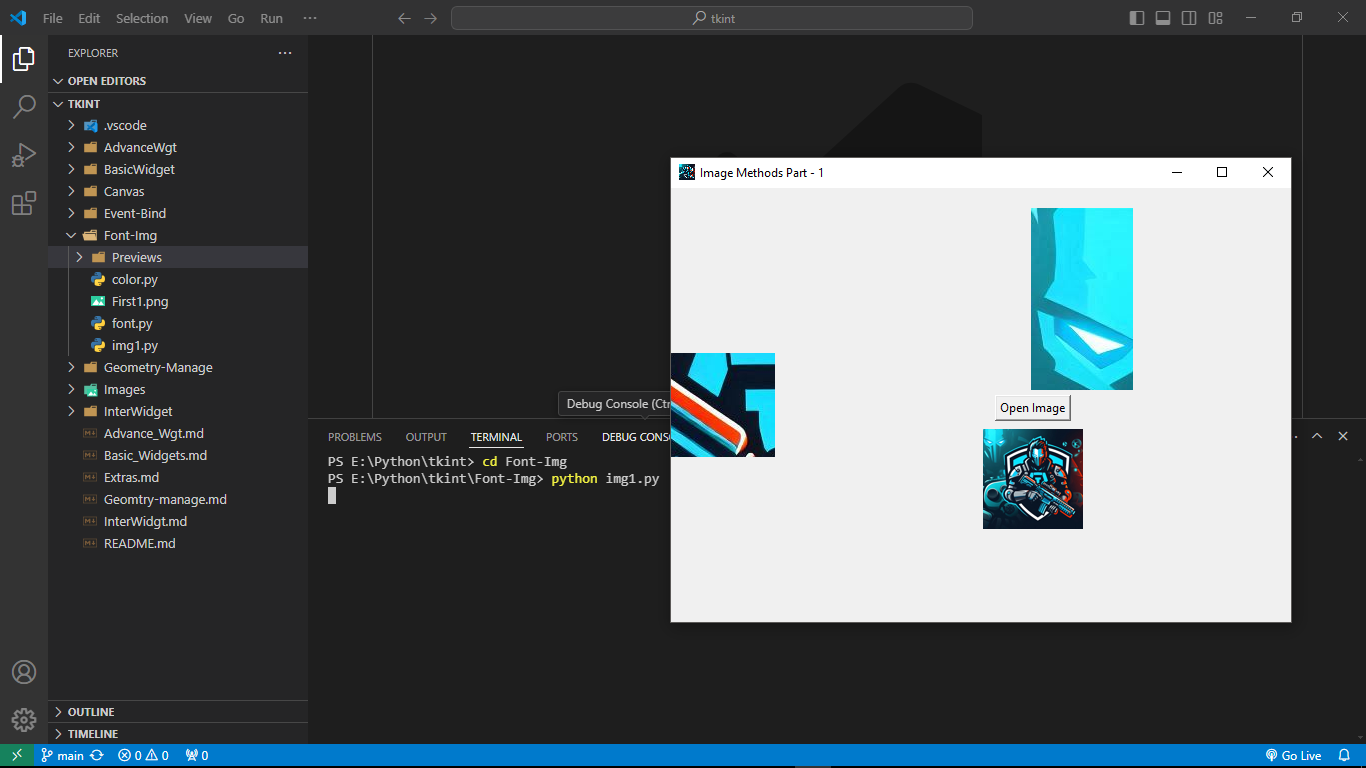 File Edit Selection View Go Run ···
tkint
EXPLORER
OPEN EDITORS
TKINT
.vscode
AdvanceWgt
BasicWidget
Canvas
Event-Bind
Font-Img
Previews
color.py
First1.png
font.py
img1.py
Geometry-Manage
Images
InterWidget
Advance_Wgt.md
Basic_Widgets.md
Extras.md
Geomtry-manage.md
InterWidgt.md
README.md
OUTLINE
TIMELINE
Image Methods Part - 1
Open Image
Debug Console (Ctr
PROBLEMS OUTPUT TERMINAL PORTS DEBUG CONS
PS E:\Python\tkint> cd Font-Img
PS E:\Python\tkint\Font-Img> python img1.py
main 0 0 0 Go Live